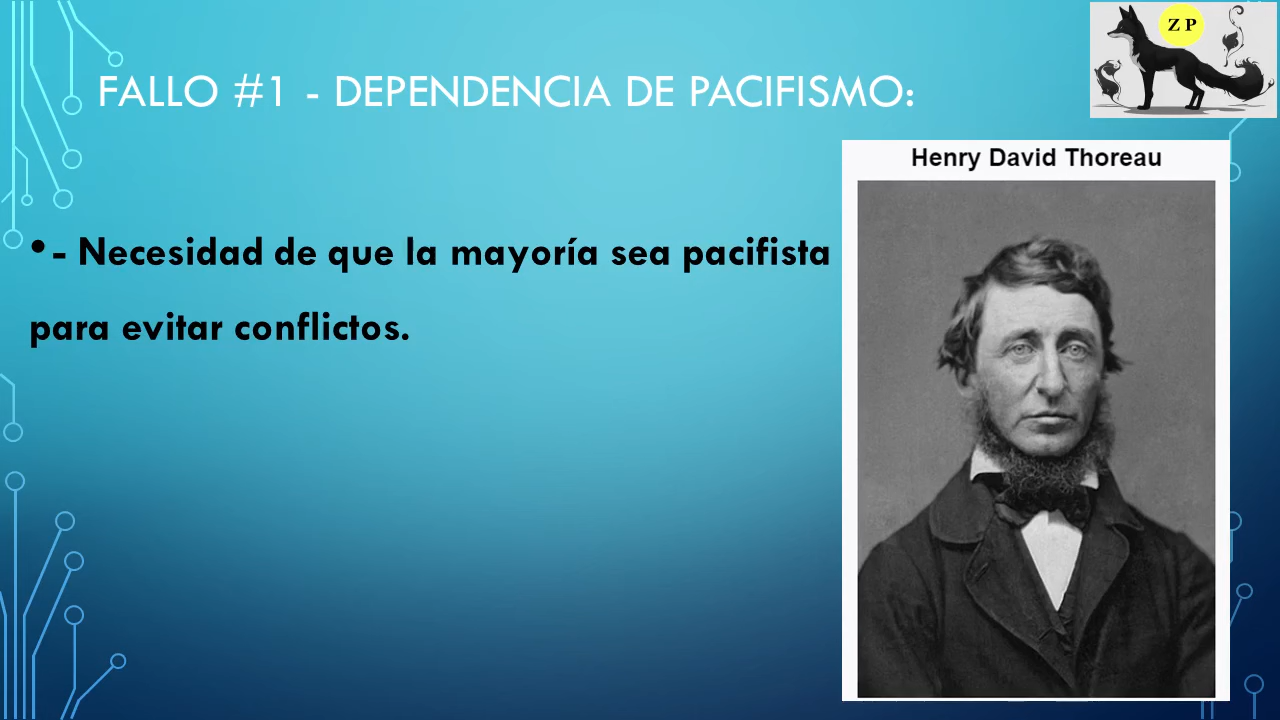 Z P
FALLO #1 - DEPENDENCIA DE PACIFISMO:
Henry David Thoreau
•- Necesidad de que la mayoría sea pacifista
para evitar conflictos.